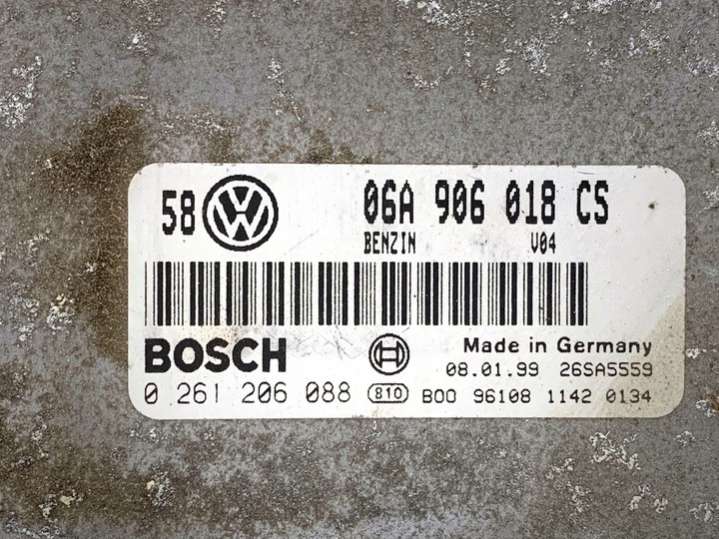 58 06A 906 018 CS
BENZIN V04
BOSCH Made in Germany
08.01.99 26SA5559
0 261 206 088 810 B00 96108 1142 0134